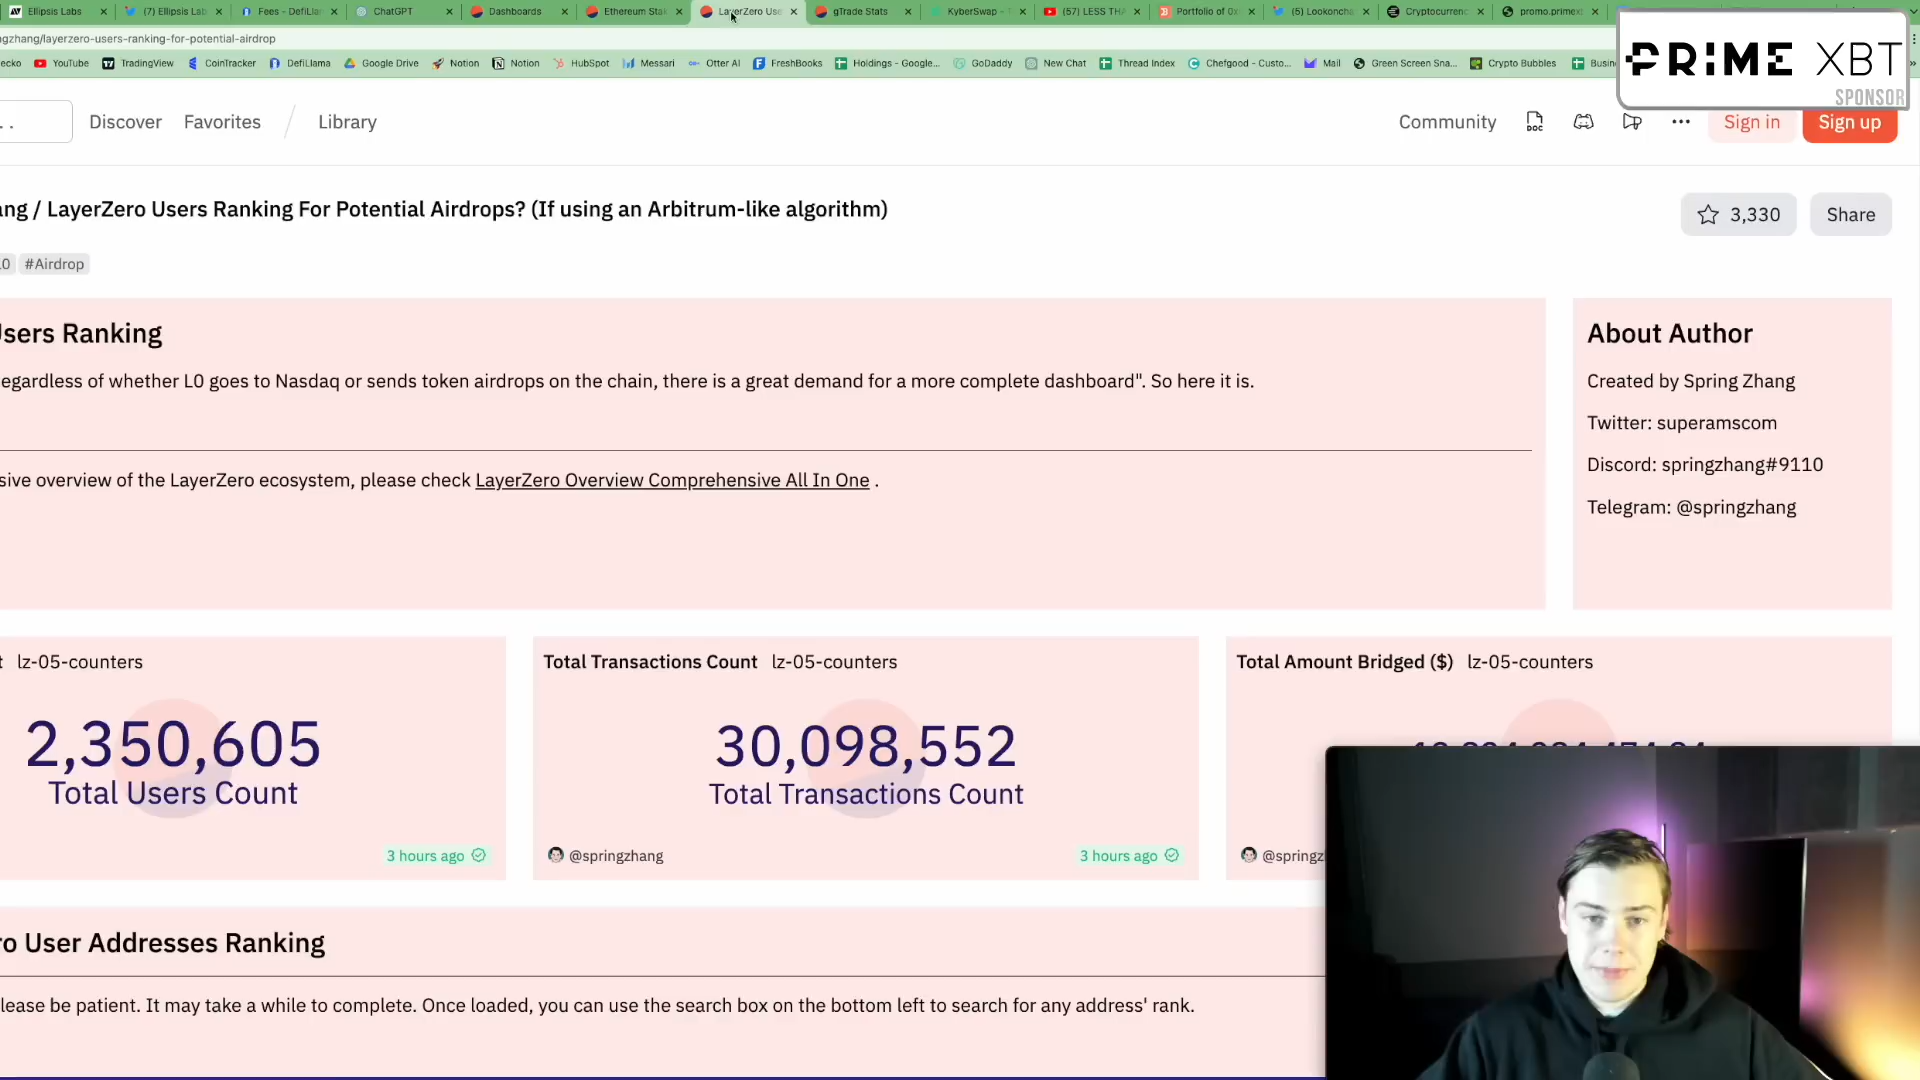 Ellipsis Labs
(7) Ellipsis Lab
Fees - DefiLla
ChatGPT
Dashboards
Ethereum Stak
LayerZero Use
gTrade Stats
KyberSwap -
(57) LESS THA
Portfolio of 0x
(5) Lookoncha
Cryptocurrenc
promo.primex
gzhang/layerzero-users-ranking-for-potential-airdrop
ecko
YouTube
TradingView
CoinTracker
DefiLlama
Google Drive
Notion
Notion
HubSpot
Messari
Otter AI
FreshBooks
Holdings - Google...
GoDaddy
New Chat
Thread Index
Chefgood - Custo...
Mail
Green Screen Sna...
Crypto Bubbles
Busin
PRIME XBT
SPONSOR
. .
Discover
Favorites
Library
Community
DOC
Sign in
Sign up
ang / LayerZero Users Ranking For Potential Airdrops? (If using an Arbitrum-like algorithm)
3,330
Share
0
#Airdrop
Users Ranking
egardless of whether L0 goes to Nasdaq or sends token airdrops on the chain, there is a great demand for a more complete dashboard". So here it is.
sive overview of the LayerZero ecosystem, please check LayerZero Overview Comprehensive All In One .
About Author
Created by Spring Zhang
Twitter: superamscom
Discord: springzhang#9110
Telegram: @springzhang
t lz-05-counters
2,350,605
Total Users Count
3 hours ago
Total Transactions Count lz-05-counters
30,098,552
Total Transactions Count
@springzhang
3 hours ago
Total Amount Bridged ($) lz-05-counters
@springz
ro User Addresses Ranking
lease be patient. It may take a while to complete. Once loaded, you can use the search box on the bottom left to search for any address' rank.